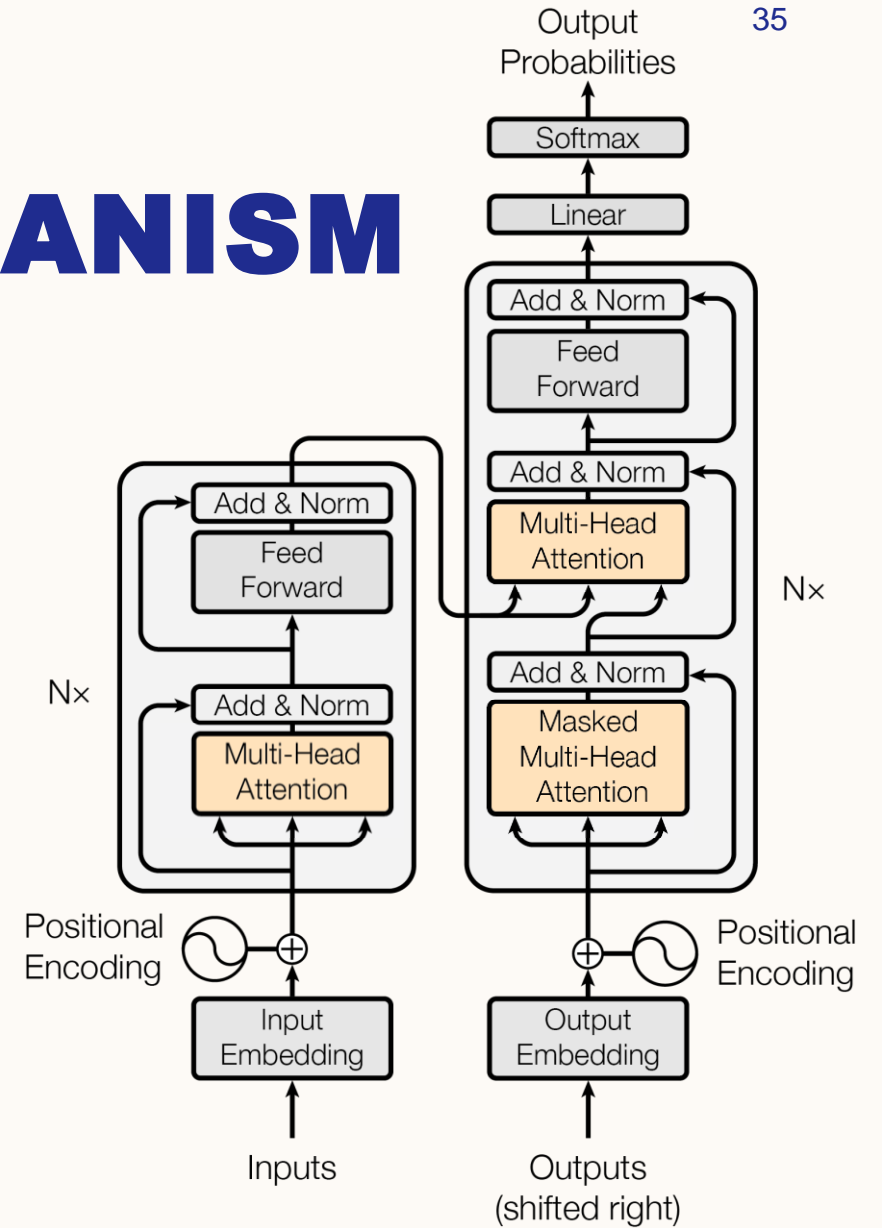 35
ANISM
Output
Probabilities
Softmax
Linear
Add & Norm
Feed
Forward
Add & Norm
Multi-Head
Attention
N×
Add & Norm
Masked
Multi-Head
Attention
Add & Norm
Feed
Forward
N×
Add & Norm
Multi-Head
Attention
Positional
Encoding
Positional
Encoding
Input
Embedding
Output
Embedding
Inputs
Outputs
(shifted right)